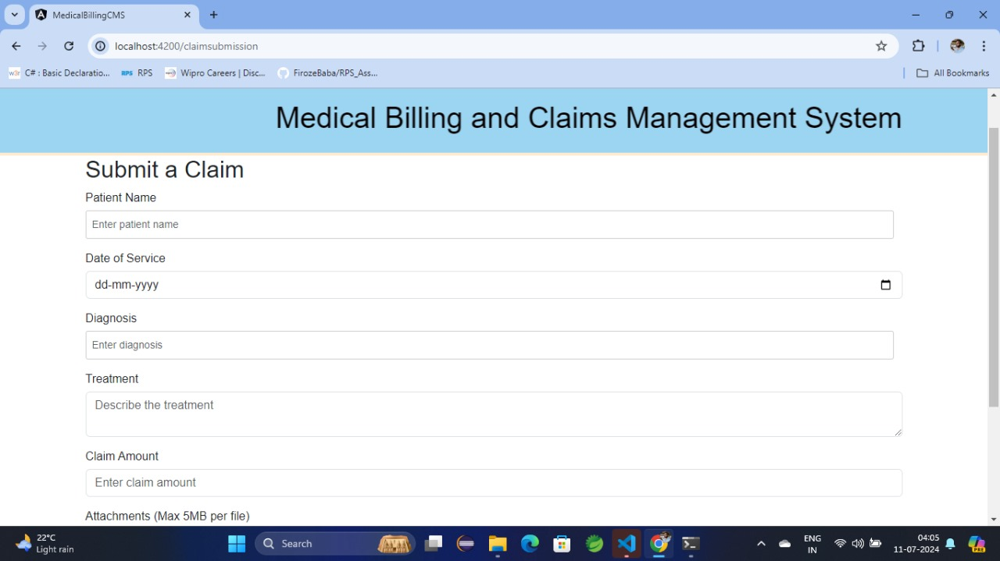 MedicalBillingCMS
localhost:4200/claimsubmission
C# : Basic Declaratio...
RPS
RPS
Wipro Careers | Disc...
FirozeBaba/RPS_Ass...
All Bookmarks
Medical Billing and Claims Management System
Submit a Claim
Patient Name
Enter patient name
Date of Service
dd-mm-yyyy
Diagnosis
Enter diagnosis
Treatment
Describe the treatment
Claim Amount
Enter claim amount
Attachments (Max 5MB per file)
22°C
Light rain
Search
ENG
IN
04:05
11-07-2024
PRE